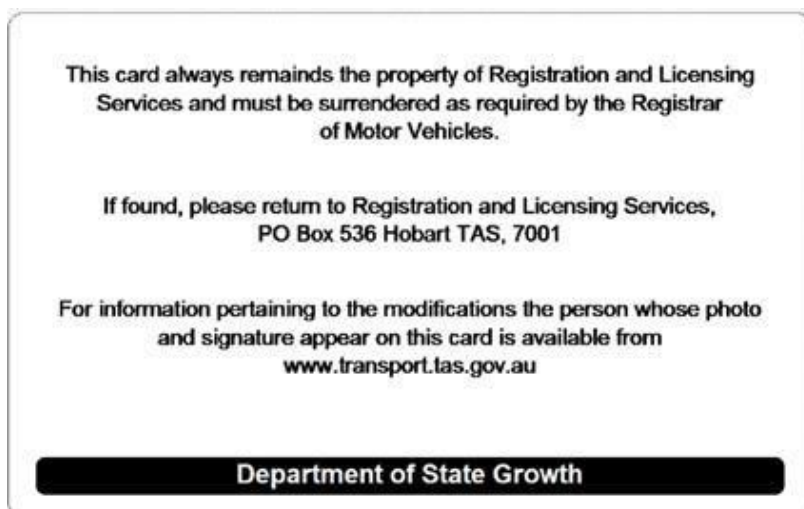 This card always remainds the property of Registration and Licensing
Services and must be surrendered as required by the Registrar
of Motor Vehicles.
If found, please return to Registration and Licensing Services,
PO Box 536 Hobart TAS, 7001
For information pertaining to the modifications the person whose photo
and signature appear on this card is available from
www.transport.tas.gov.au
Department of State Growth